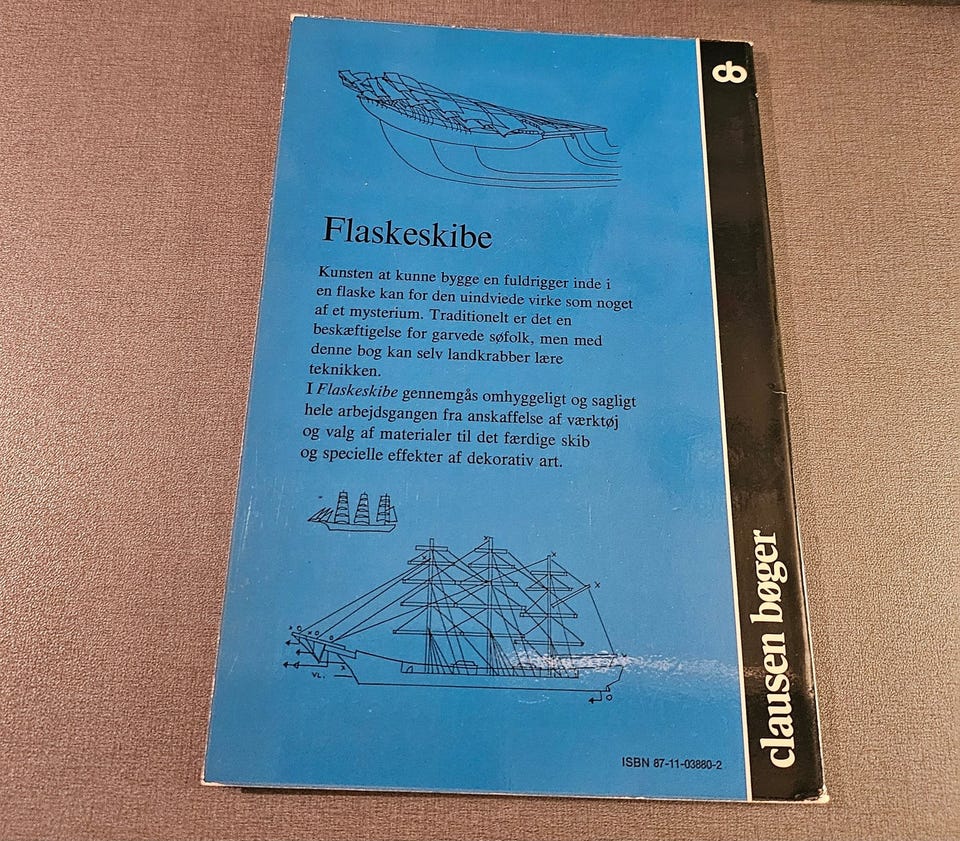 Flaskeskibe
Kunsten at kunne bygge en fuldrigger inde i
en flaske kan for den uindviede virke som noget
af et mysterium. Traditionelt er det en
beskæftigelse for garvede søfolk, men med
denne bog kan selv landkrabber lære
teknikken.
I Flaskeskibe gennemgås omhyggeligt og sagligt
hele arbejdsgangen fra anskaffelse af værktøj
og valg af materialer til det færdige skib
og specielle effekter af dekorativ art.
VL.
ISBN 87-11-03880-2
cb
clausen bøger